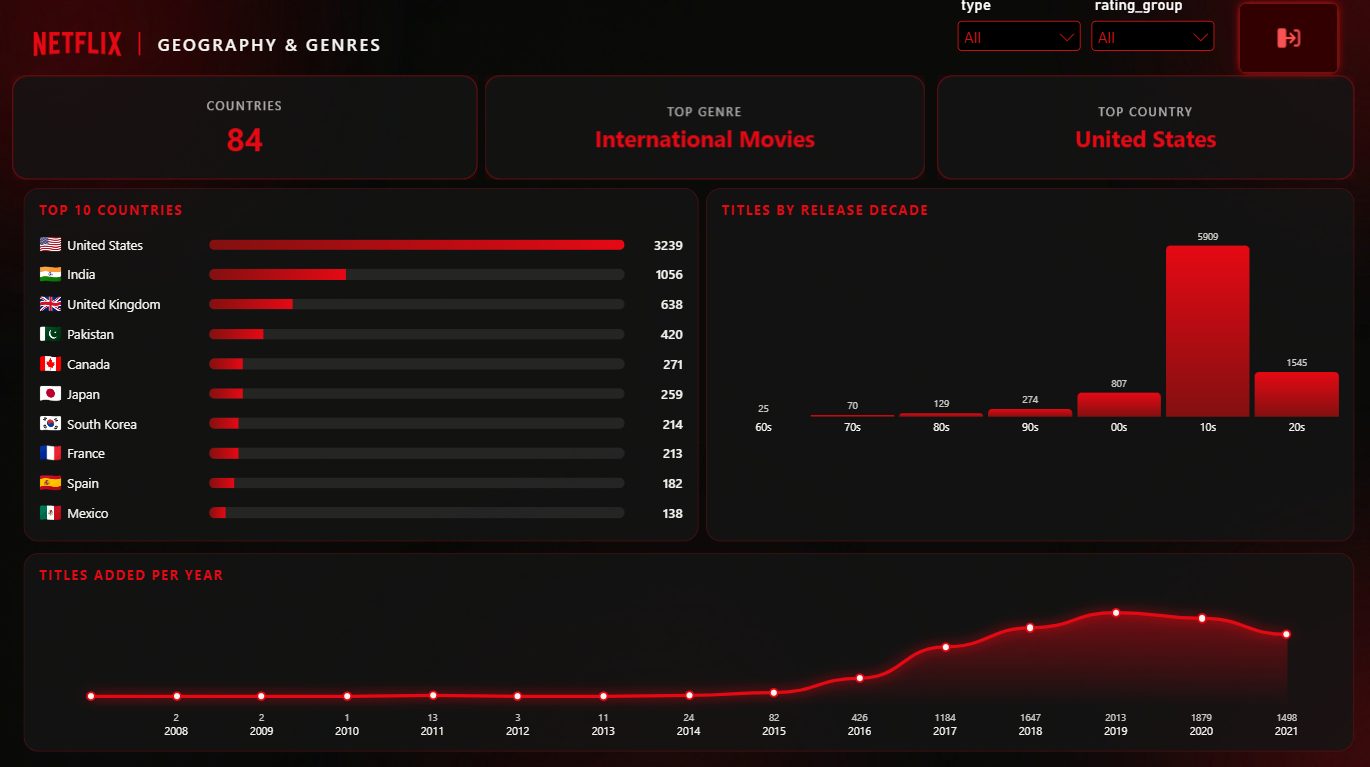 type rating_group
NETFLIX | GEOGRAPHY & GENRES
All All
COUNTRIES
84
TOP GENRE
International Movies
TOP COUNTRY
United States
TOP 10 COUNTRIES
United States 3239
India 1056
United Kingdom 638
Pakistan 420
Canada 271
Japan 259
South Korea 214
France 213
Spain 182
Mexico 138
TITLES BY RELEASE DECADE
25 70 129 274 807 5909 1545
60s 70s 80s 90s 00s 10s 20s
TITLES ADDED PER YEAR
2 2 1 13 3 11 24 82 426 1184 1647 2013 1879 1498
2008 2009 2010 2011 2012 2013 2014 2015 2016 2017 2018 2019 2020 2021